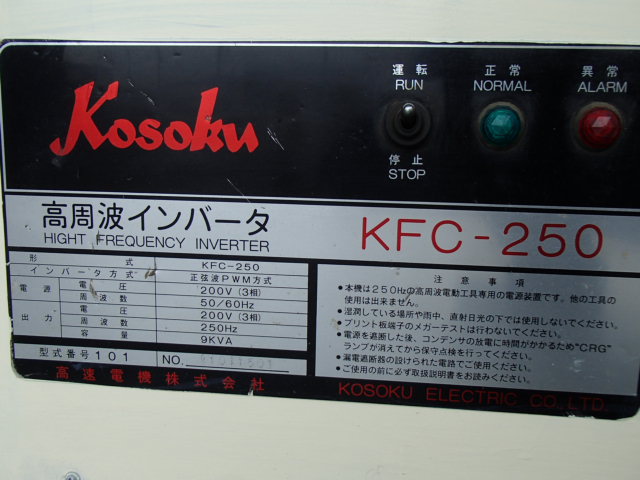 Kosoku
運転
RUN
停止
STOP
正常
NORMAL
異常
ALARM
高周波インバータ
HIGHT FREQUENCY INVERTER
KFC-250
形式 KFC-250
インバータ方式 正弦波PWM方式
電源 電圧 200V (3相)
周波数 50/60Hz
出力 電圧 200V (3相)
周波数 250Hz
容量 9KVA
型式番号 101 NO.
高速電機株式会社
注意事項
•本機は250Hzの高周波電動工具専用の電源装置です。他の工具の
使用は出来ません。
•湿潤している場所や雨中、直射日光の下では使用しないでください。
•プリント板端子のメガーテストは行わないでください。
•電源を遮断した後、コンデンサの放電に時間がかかるため"CRG"
ランプが消えてから保守点検を行ってください。
•漏電遮断器の設けられた電路でご使用ください。
•ご使用の前に必ず取扱説明書をお読みください。
KOSOKU ELECTRIC CO., LTD.